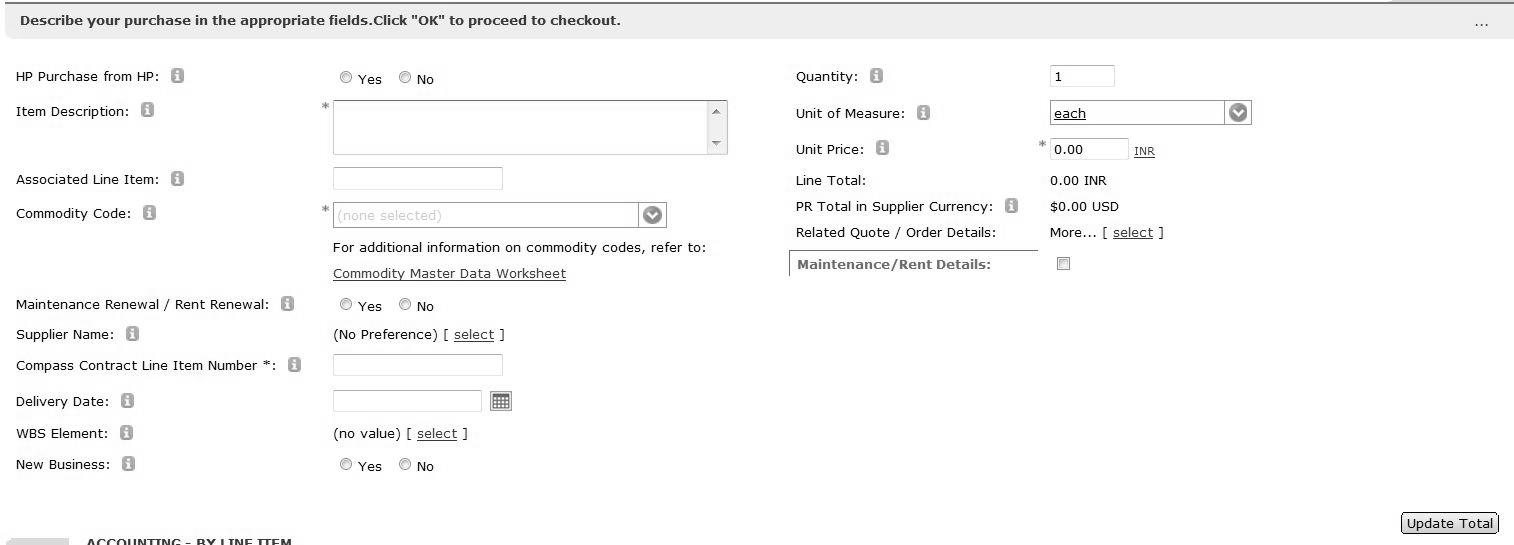 Describe your purchase in the appropriate fields.Click "OK" to proceed to checkout.
...
HP Purchase from HP:
Yes No
Item Description:
*
Associated Line Item:
Commodity Code:
* (none selected)
For additional information on commodity codes, refer to:
Commodity Master Data Worksheet
Maintenance Renewal / Rent Renewal:
Yes No
Supplier Name:
(No Preference) [ select ]
Compass Contract Line Item Number *:
Delivery Date:
WBS Element:
(no value) [ select ]
New Business:
Yes No
Quantity:
1
Unit of Measure:
each
Unit Price:
* 0.00 INR
Line Total:
0.00 INR
PR Total in Supplier Currency:
$0.00 USD
Related Quote / Order Details:
More... [ select ]
Maintenance/Rent Details:
Update Total
ACCOUNTING - BY LINE ITEM